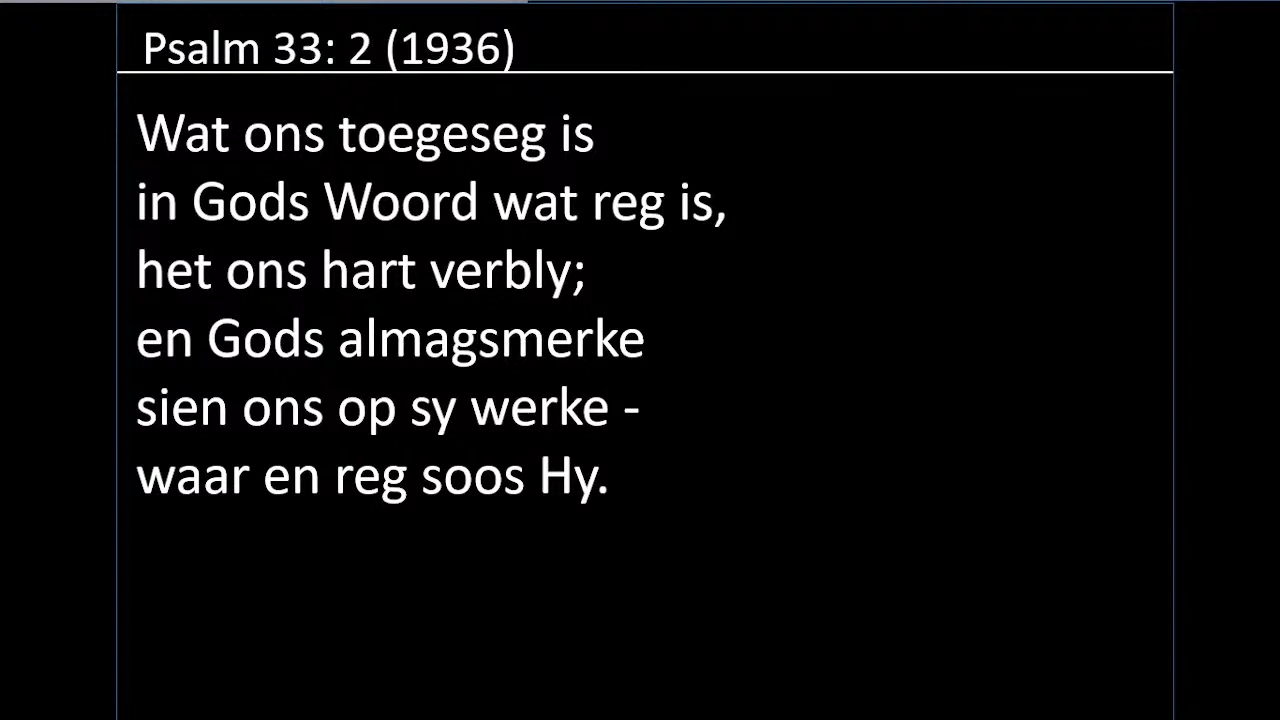 Psalm 33: 2 (1936)
Wat ons toegeseg is
in Gods Woord wat reg is,
het ons hart verbly;
en Gods almagsmerke
sien ons op sy werke -
waar en reg soos Hy.